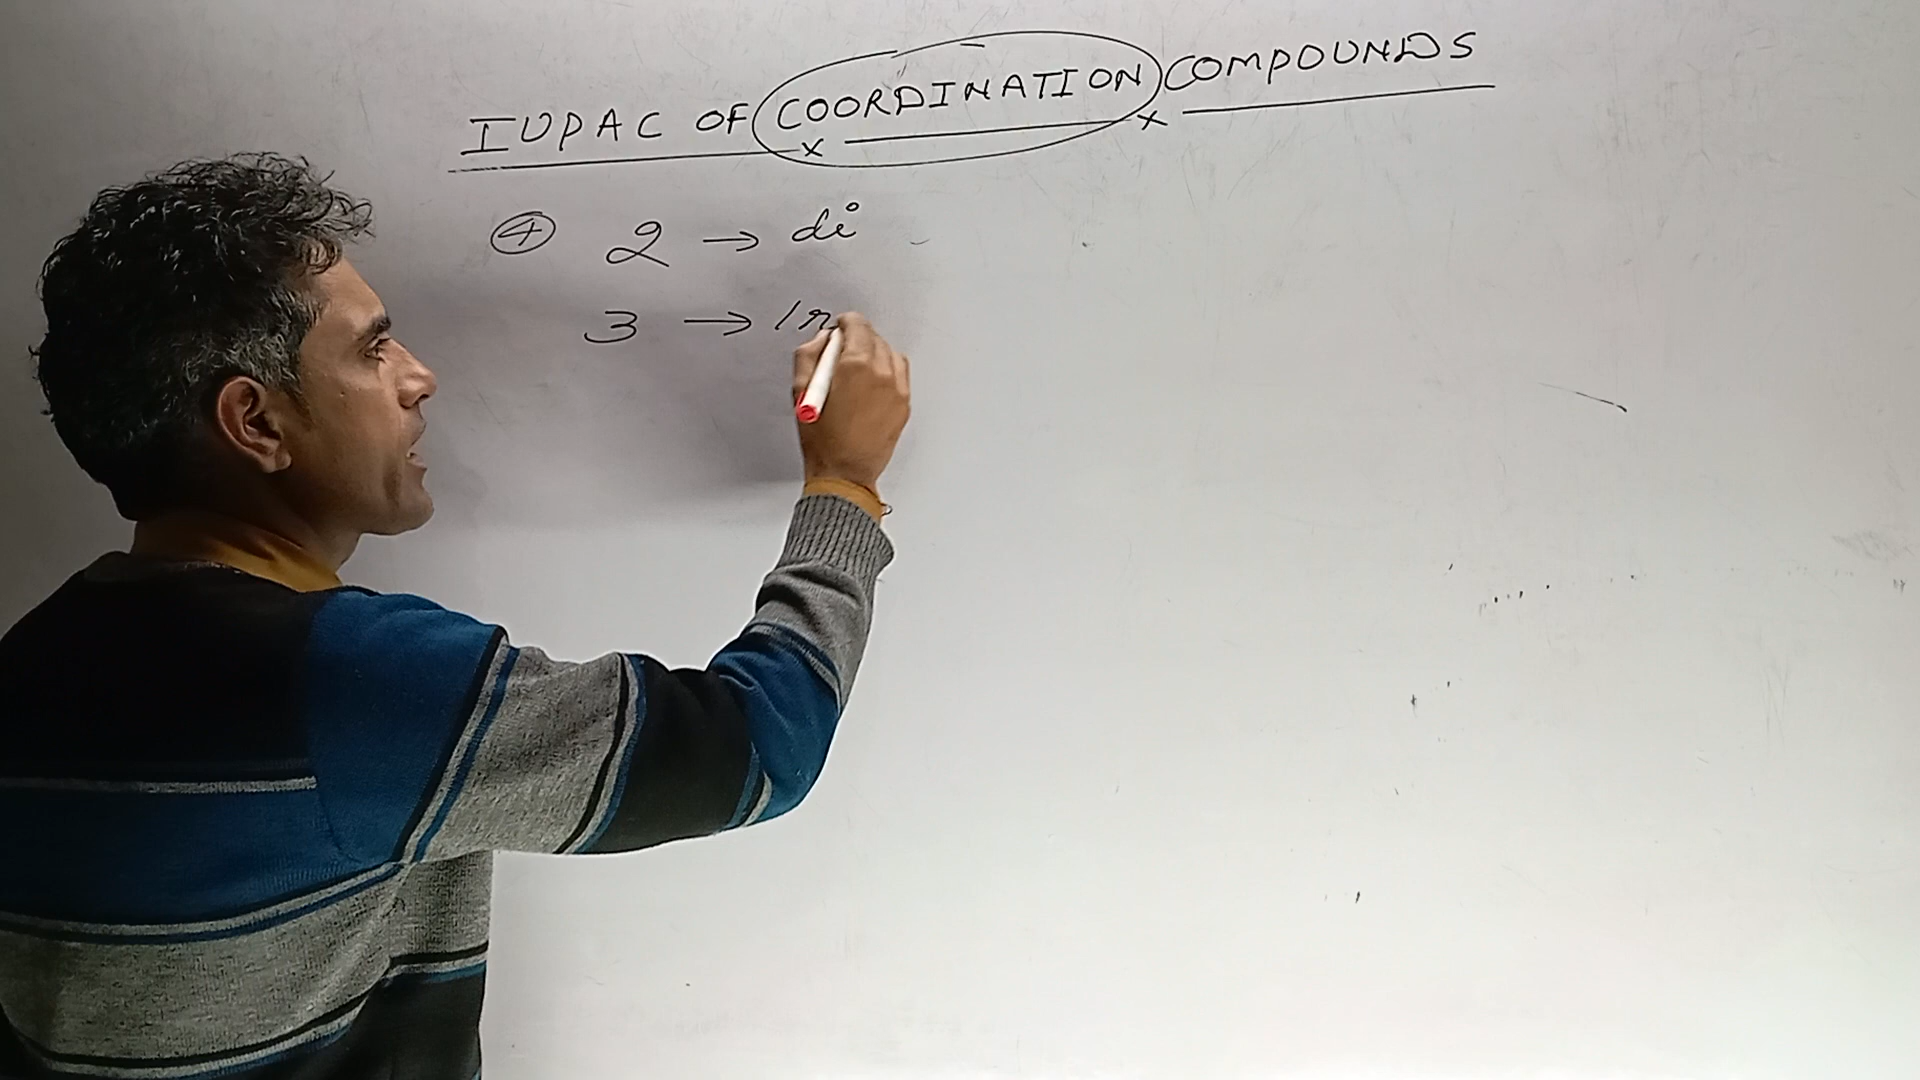 IUPAC OF COORDINATION COMPOUNDS
④ 2 → di
3 →